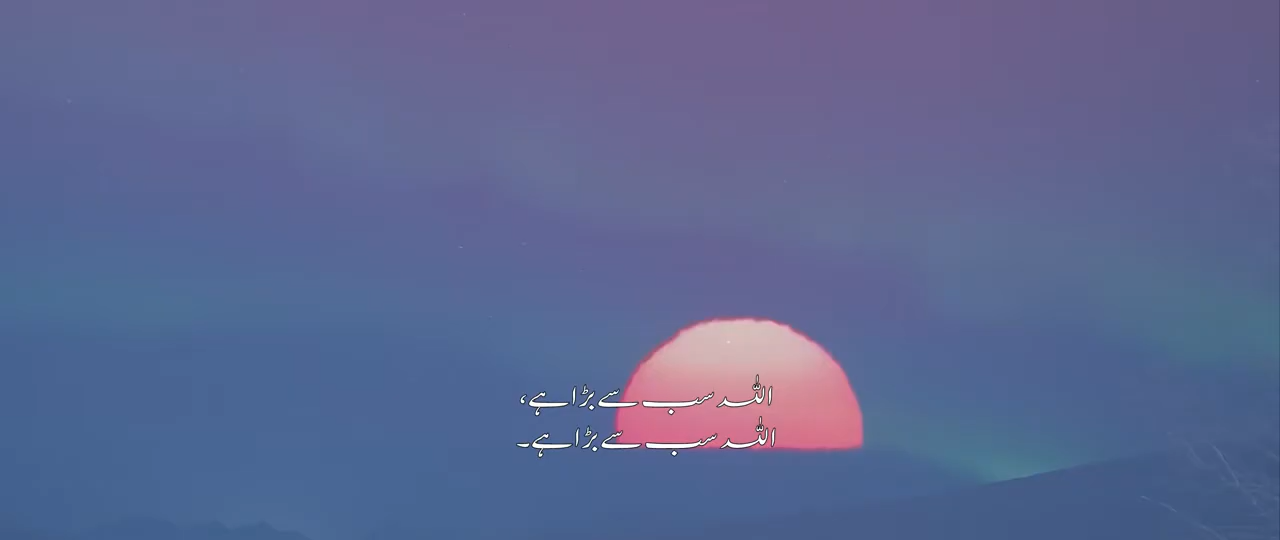 اللہ سب سے بڑا ہے،
اللہ سب سے بڑا ہے۔